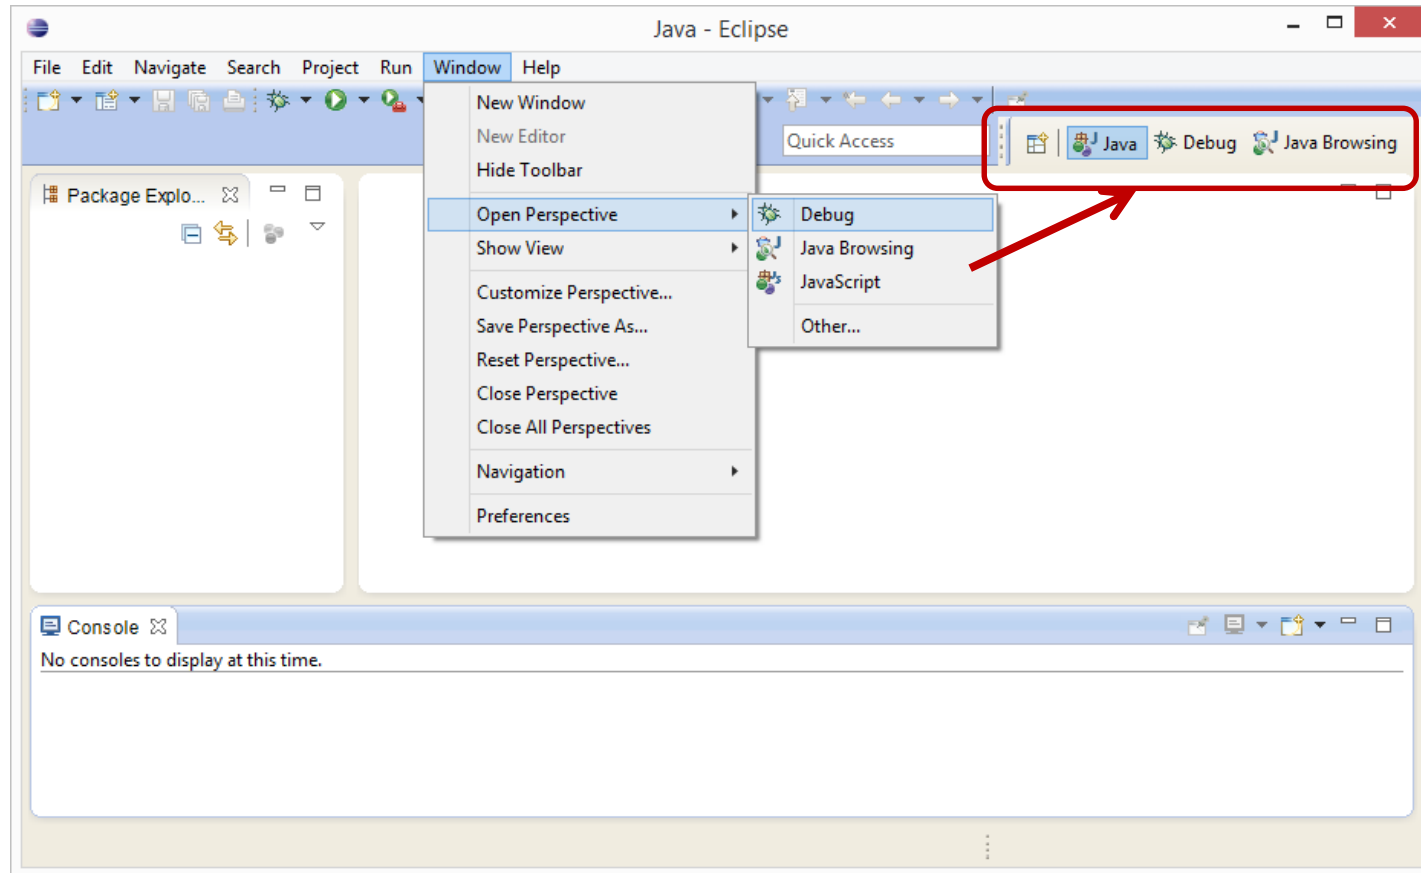 Java - Eclipse
File Edit Navigate Search Project Run Window Help
New Window
New Editor
Hide Toolbar
Open Perspective
Show View
Customize Perspective...
Save Perspective As...
Reset Perspective...
Close Perspective
Close All Perspectives
Navigation
Preferences
Debug
Java Browsing
JavaScript
Other...
Quick Access
Java Debug Java Browsing
Package Explo...
Console
No consoles to display at this time.